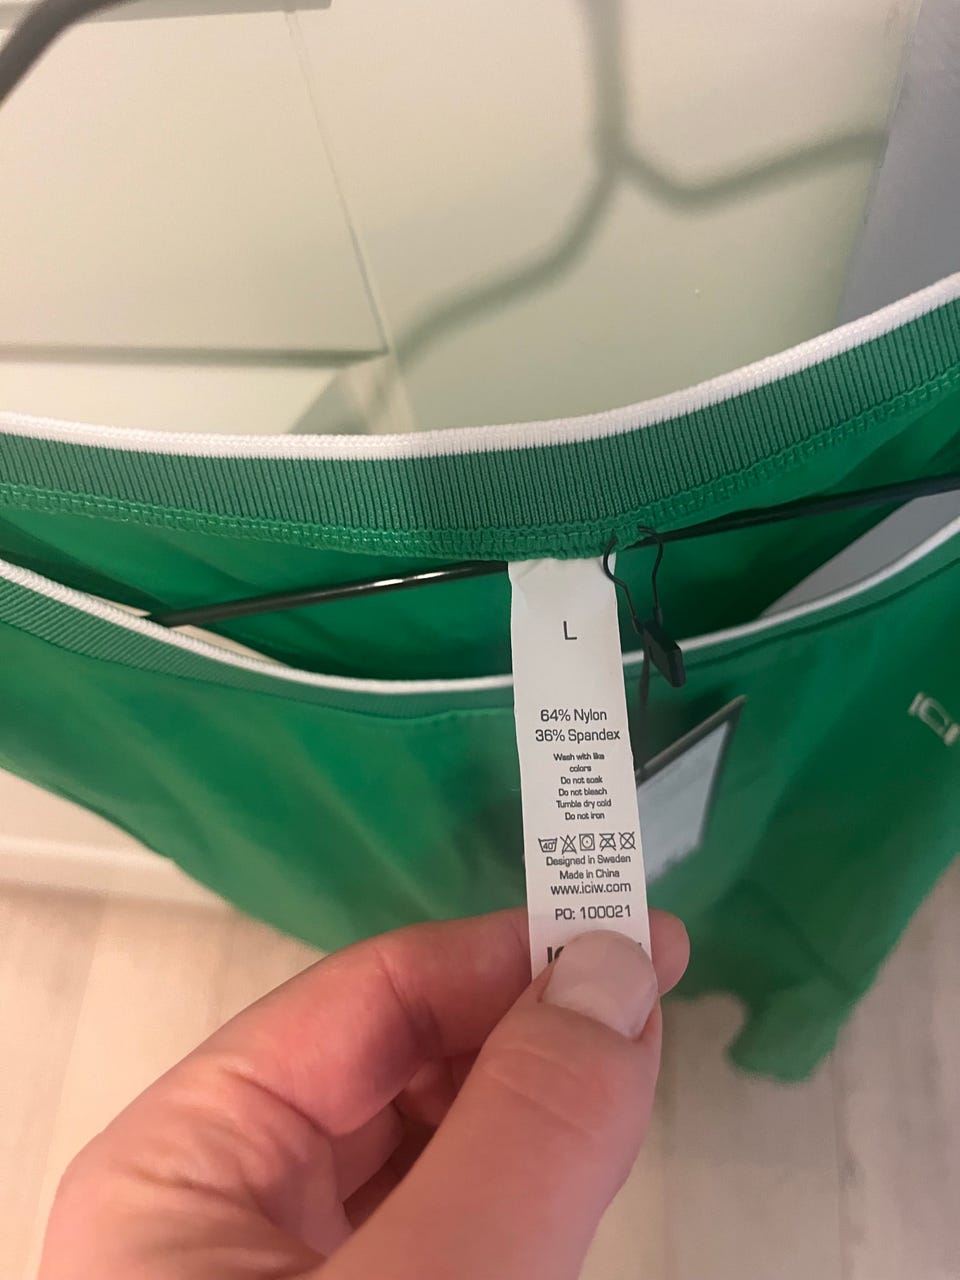 L
64% Nylon
36% Spandex
Wash with like
colors
Do not soak
Do not bleach
Tumble dry cold
Do not iron
40°
Designed in Sweden
Made in China
www.iciw.com
PO: 100021